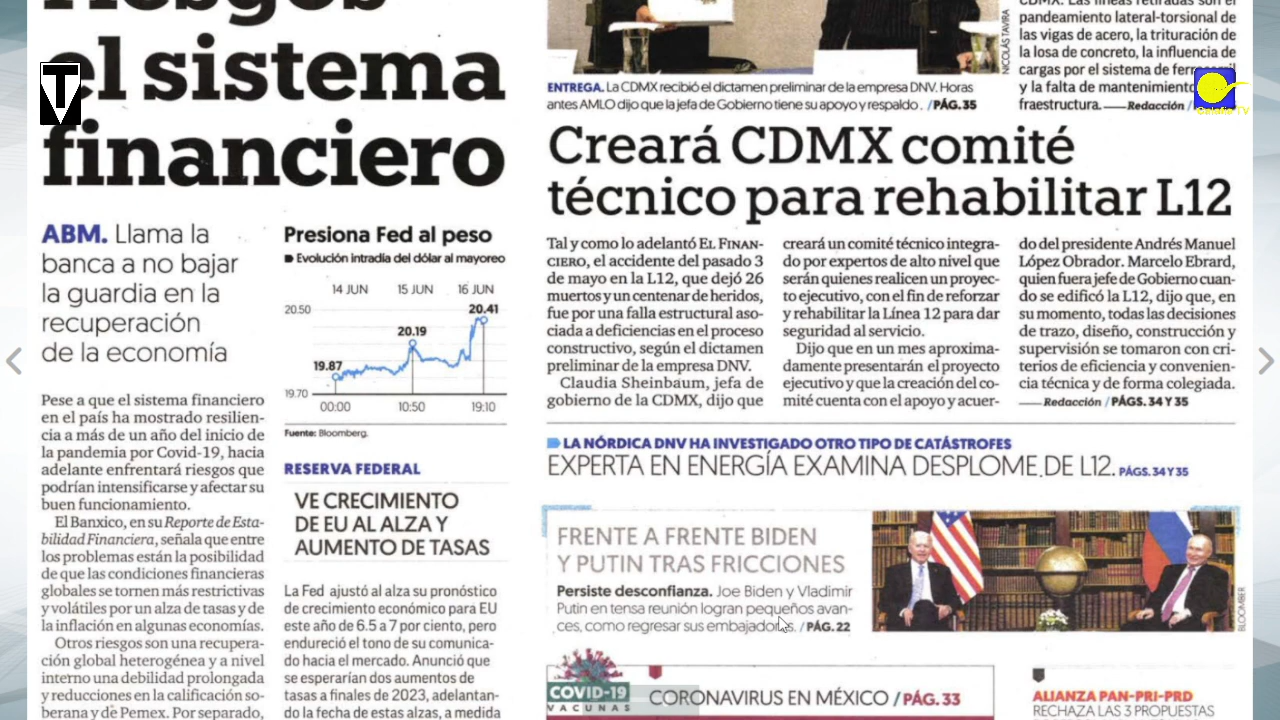 Riesgos
el sistema
financiero
ABM. Llama la
banca a no bajar
la guardia en la
recuperación
de la economía
Pese a que el sistema financiero
en el país ha mostrado resilien-
cia a más de un año del inicio de
la pandemia por Covid-19, hacia
adelante enfrentará riesgos que
podrían intensificarse y afectar su
buen funcionamiento.
El Banxico, en su Reporte de Esta-
bilidad Financiera, señala que entre
los problemas están la posibilidad
de que las condiciones financieras
globales se tornen más restrictivas
y volátiles por un alza de tasas y de
la inflación en algunas economías.
Otros riesgos son una recupera-
ción global heterogénea y a nivel
interno una debilidad prolongada
y reducciones en la calificación so-
berana y de Pemex. Por separado,
Presiona Fed al peso
Evolución intradía del dólar al mayoreo
14 JUN 15 JUN 16 JUN
20.50
20.41
20.19
19.87
19.70
00:00 10:50 19:10
Fuente: Bloomberg.
RESERVA FEDERAL
VE CRECIMIENTO
DE EU AL ALZA Y
AUMENTO DE TASAS
La Fed ajustó al alza su pronóstico
de crecimiento económico para EU
este año de 6.5 a 7 por ciento, pero
endureció el tono de su comunica-
do hacia el mercado. Anunció que
se esperarían dos aumentos de
tasas a finales de 2023, adelantan-
do la fecha de estas alzas, a medida
NICOLÁS TAVIRA
ENTREGA. La CDMX recibió el dictamen preliminar de la empresa DNV. Horas
antes AMLO dijo que la jefa de Gobierno tiene su apoyo y respaldo. / PÁG. 35
CDMX. Las líneas retiradas son el
pandeamiento lateral-torsional de
las vigas de acero, la trituración de
la losa de concreto, la influencia de
cargas por el sistema de ferrocarril
y la falta de mantenimiento
fraestructura. — Redacción /
Calafia TV
Creará CDMX comité
técnico para rehabilitar L12
Tal y como lo adelantó EL FINAN-
CIERO, el accidente del pasado 3
de mayo en la L12, que dejó 26
muertos y un centenar de heridos,
fue por una falla estructural aso-
ciada a deficiencias en el proceso
constructivo, según el dictamen
preliminar de la empresa DNV.
Claudia Sheinbaum, jefa de
gobierno de la CDMX, dijo que
creará un comité técnico integra-
do por expertos de alto nivel que
serán quienes realicen un proyec-
to ejecutivo, con el fin de reforzar
y rehabilitar la Línea 12 para dar
seguridad al servicio.
Dijo que en un mes aproxima-
damente presentarán el proyecto
ejecutivo y que la creación del co-
mité cuenta con el apoyo y acuer-
do del presidente Andrés Manuel
López Obrador. Marcelo Ebrard,
quien fuera jefe de Gobierno cuan-
do se edificó la L12, dijo que, en
su momento, todas las decisiones
de trazo, diseño, construcción y
supervisión se tomaron con cri-
terios de eficiencia y convenien-
cia técnica y de forma colegiada.
— Redacción / PÁGS. 34 Y 35
LA NÓRDICA DNV HA INVESTIGADO OTRO TIPO DE CATÁSTROFES
EXPERTA EN ENERGÍA EXAMINA DESPLOME DE L12. PÁGS. 34 Y 35
FRENTE A FRENTE BIDEN
Y PUTIN TRAS FRICCIONES
Persiste desconfianza. Joe Biden y Vladimir
Putin en tensa reunión logran pequeños avan-
ces, como regresar sus embajadores. / PÁG. 22
BLOOMBER
COVID-19
VACUNAS
CORONAVIRUS EN MÉXICO / PÁG. 33
ALIANZA PAN-PRI-PRD
RECHAZA LAS 3 PROPUESTAS